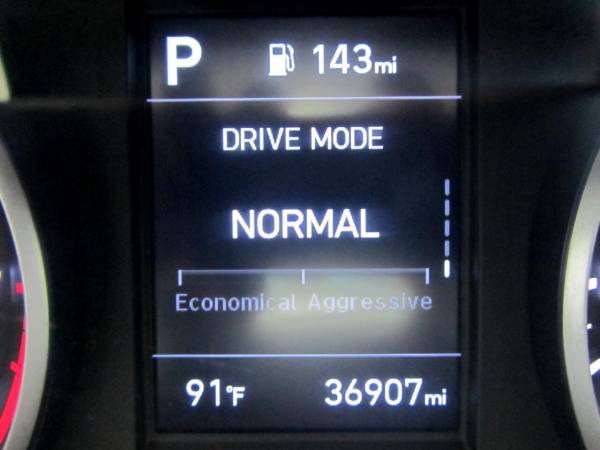 P 143mi
DRIVE MODE
NORMAL
Economical Aggressive
91°F 36907mi